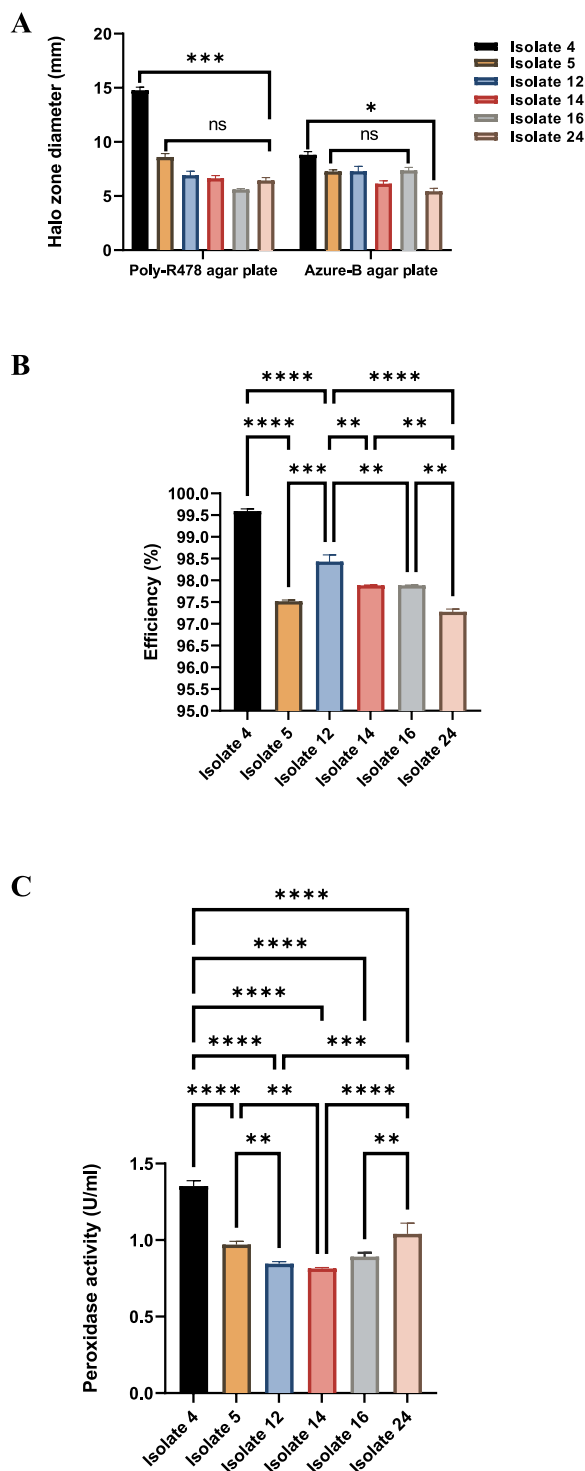 A
Halo zone diameter (mm)
20
15
10
5
0
***
ns
*
ns
Poly-R478 agar plate
Azure-B agar plate
Isolate 4
Isolate 5
Isolate 12
Isolate 14
Isolate 16
Isolate 24
B
**** ****
**** ** **
*** ** **
Efficiency (%)
100.0
99.5
99.0
98.5
98.0
97.5
97.0
96.5
96.0
95.5
95.0
Isolate 4
Isolate 5
Isolate 12
Isolate 14
Isolate 16
Isolate 24
C
****
****
****
**** ***
**** ** ****
** **
Peroxidase activity (U/ml)
1.5
1.0
0.5
0.0
Isolate 4
Isolate 5
Isolate 12
Isolate 14
Isolate 16
Isolate 24